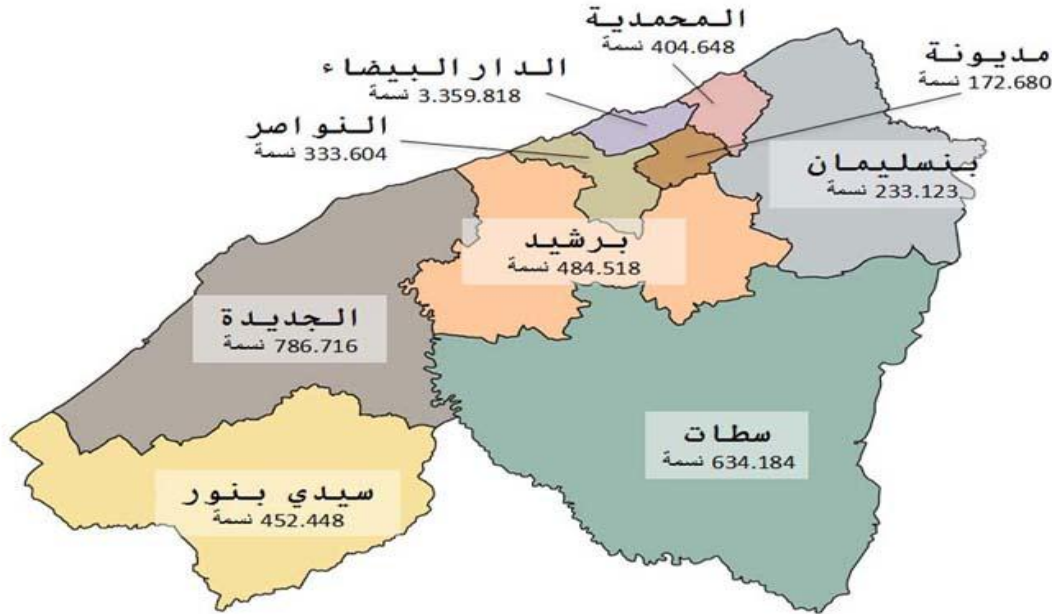 المحمدية
404.648 نسمة
مديونة
172.680 نسمة
الدار البيضاء
3.359.818 نسمة
النواصر
333.604 نسمة
بنسليمان
233.123 نسمة
برشيد
484.518 نسمة
الجديدة
786.716 نسمة
سطات
634.184 نسمة
سيدي بنور
452.448 نسمة